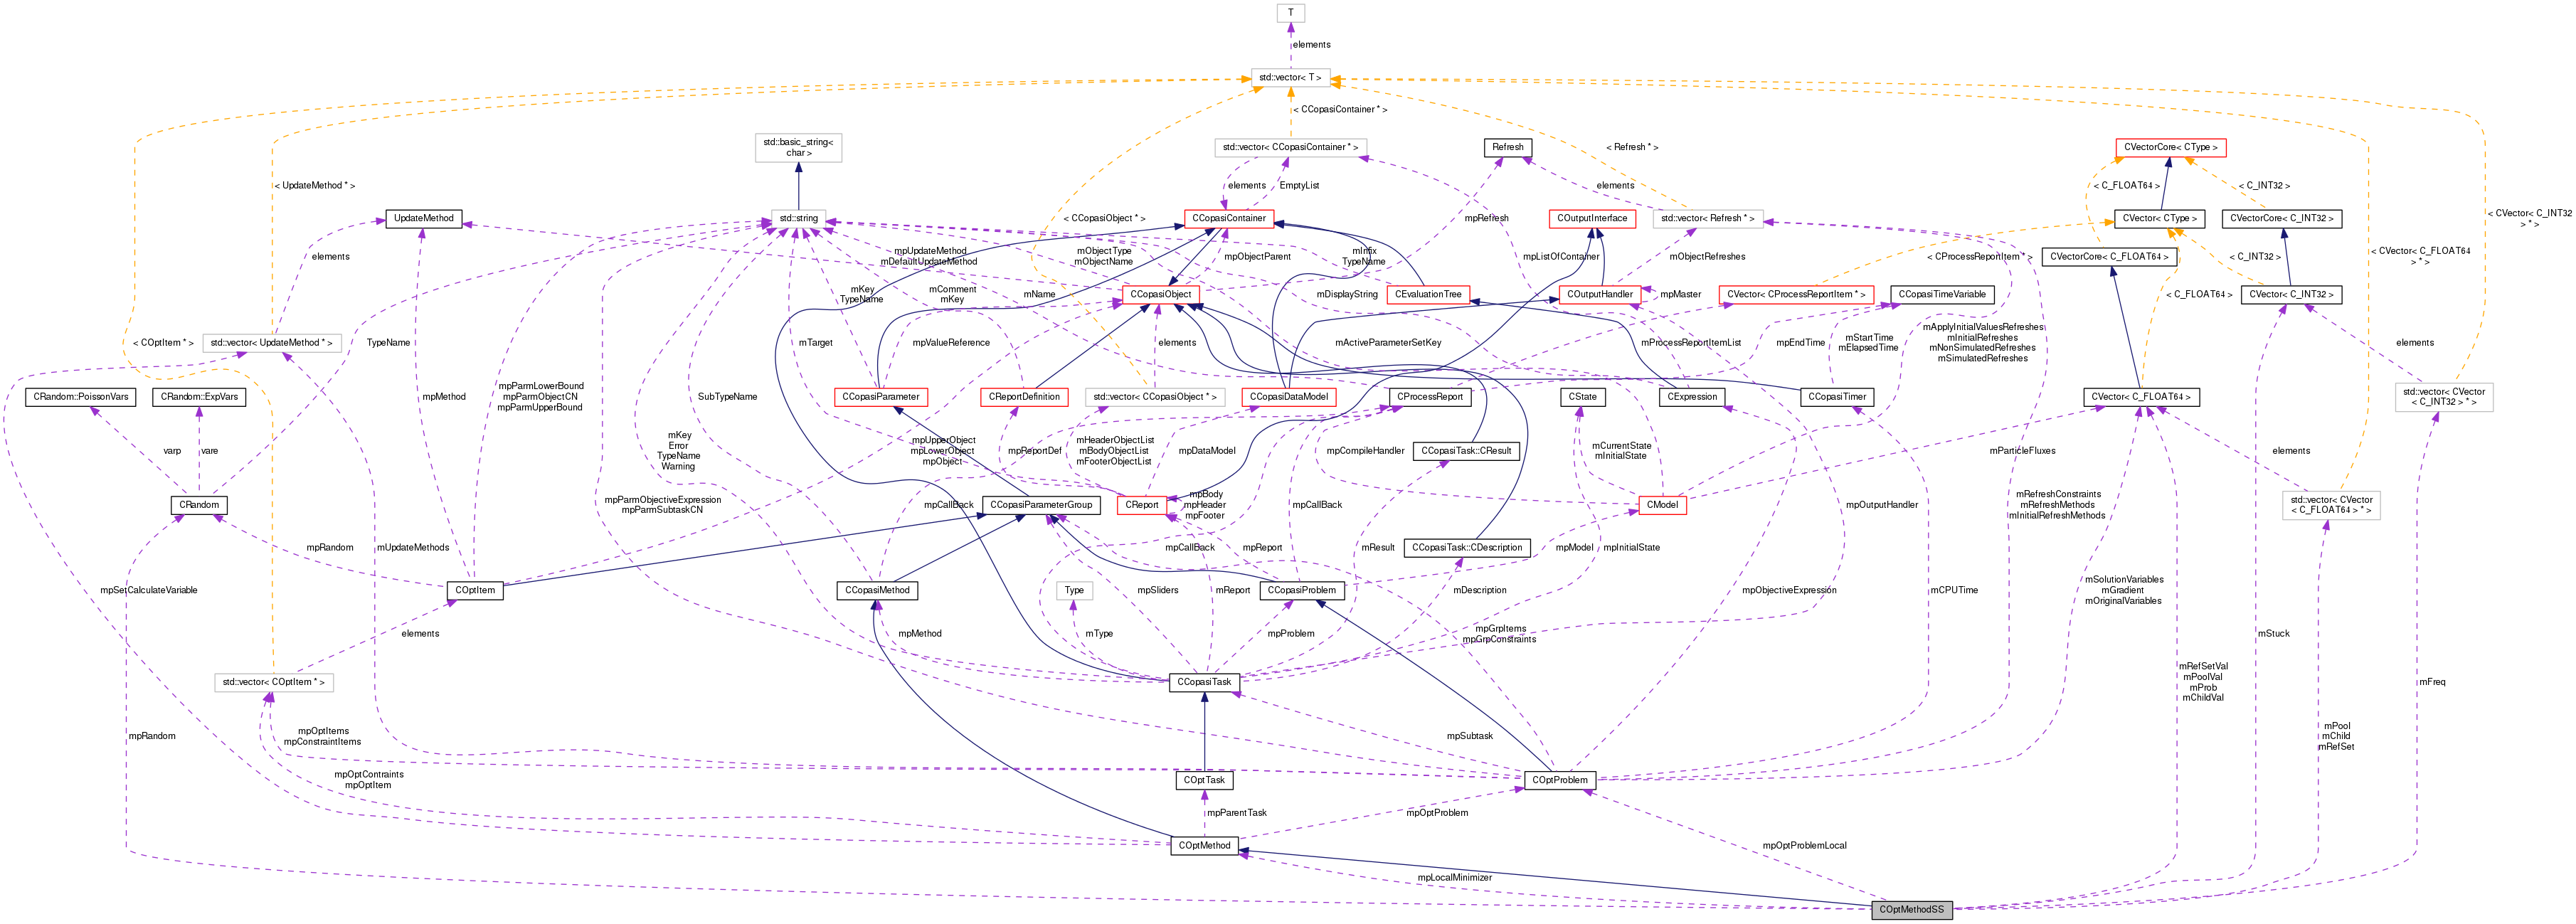 T
elements
std::vector< T >
< CCopasiContainer * >
std::basic_string<
char >
std::vector< CCopasiContainer * >
Refresh
< Refresh * >
CVectorCore< CType >
< UpdateMethod * >
elements
EmptyList
elements
< C_FLOAT64 >
< C_INT32 >
UpdateMethod
std::string
< CCopasiObject * >
CCopasiContainer
mpRefresh
COutputInterface
std::vector< Refresh * >
CVector< CType >
CVectorCore< C_INT32 >
< CVector< C_INT32
> * >
elements
mpUpdateMethod
mDefaultUpdateMethod
mObjectType
mObjectName
mpObjectParent
mInfix
TypeName
mpListOfContainer
mObjectRefreshes
< CProcessReportItem * >
CVectorCore< C_FLOAT64 >
< C_INT32 >
< CVector< C_FLOAT64
> * >
mKey
TypeName
mComment
mKey
mName
CCopasiObject
mDisplayString
CEvaluationTree
COutputHandler
mpMaster
CVector< CProcessReportItem * >
CCopasiTimeVariable
< C_FLOAT64 >
CVector< C_INT32 >
< COptItem * >
std::vector< UpdateMethod * >
TypeName
mTarget
mpValueReference
elements
mActiveParameterSetKey
mProcessReportItemList
mpEndTime
mStartTime
mElapsedTime
mApplyInitialValuesRefreshes
mInitialRefreshes
mNonSimulatedRefreshes
mSimulatedRefreshes
elements
CRandom::PoissonVars
CRandom::ExpVars
mpMethod
mpParmLowerBound
mpParmObjectCN
mpParmUpperBound
SubTypeName
CCopasiParameter
CReportDefinition
std::vector< CCopasiObject * >
CCopasiDataModel
CProcessReport
CState
CExpression
CCopasiTimer
CVector< C_FLOAT64 >
std::vector< CVector
< C_INT32 > * >
varp
vare
mKey
Error
TypeName
Warning
mpUpperObject
mpLowerObject
mpObject
mpReportDef
mHeaderObjectList
mBodyObjectList
mFooterObjectList
mpDataModel
mpCompileHandler
CCopasiTask::CResult
mCurrentState
mInitialState
mParticleFluxes
elements
CRandom
mpParmObjectiveExpression
mpParmSubtaskCN
mpCallBack
CCopasiParameterGroup
CReport
mpBody
mpHeader
mpFooter
mpCallBack
CModel
mpOutputHandler
mRefreshConstraints
mRefreshMethods
mInitialRefreshMethods
std::vector< CVector
< C_FLOAT64 > * >
mpRandom
mUpdateMethods
mpCallBack
mpReport
mResult
CCopasiTask::CDescription
mpModel
mpInitialState
mpSetCalculateVariable
COptItem
CCopasiMethod
Type
mpSliders
mReport
CCopasiProblem
mDescription
mpObjectiveExpression
mCPUTime
mSolutionVariables
mGradient
mOriginalVariables
elements
mpMethod
mType
mpProblem
mpGrpItems
mpGrpConstraints
mStuck
std::vector< COptItem * >
CCopasiTask
mRefSetVal
mPoolVal
mProb
mChildVal
mFreq
mpRandom
mpOptItems
mpConstraintItems
mpSubtask
mPool
mChild
mRefSet
mpOptContraints
mpOptItem
COptTask
COptProblem
mpParentTask
mpOptProblem
COptMethod
mpOptProblemLocal
mpLocalMinimizer
COptMethodSS